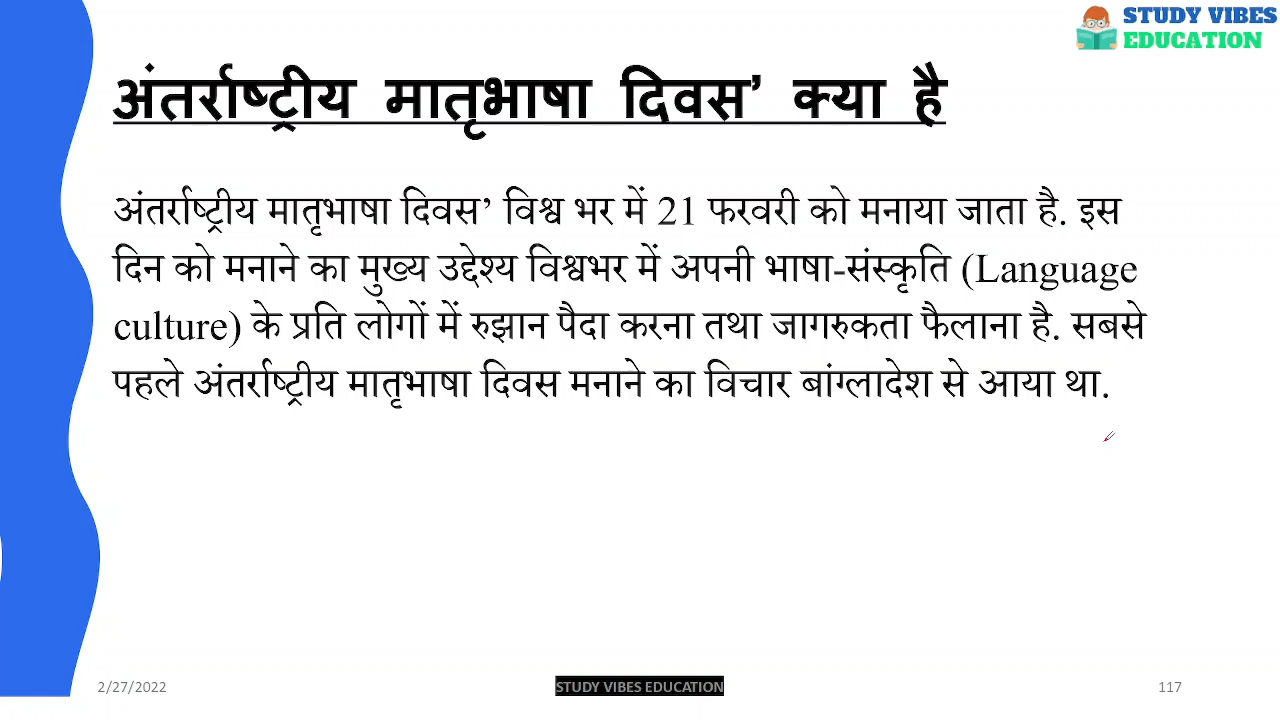 STUDY VIBES
EDUCATION
अंतर्राष्ट्रीय मातृभाषा दिवस’ क्या है
अंतर्राष्ट्रीय मातृभाषा दिवस’ विश्व भर में 21 फरवरी को मनाया जाता है. इस
दिन को मनाने का मुख्य उद्देश्य विश्वभर में अपनी भाषा-संस्कृति (Language
culture) के प्रति लोगों में रुझान पैदा करना तथा जागरुकता फैलाना है. सबसे
पहले अंतर्राष्ट्रीय मातृभाषा दिवस मनाने का विचार बांग्लादेश से आया था.
2/27/2022
STUDY VIBES EDUCATION
117